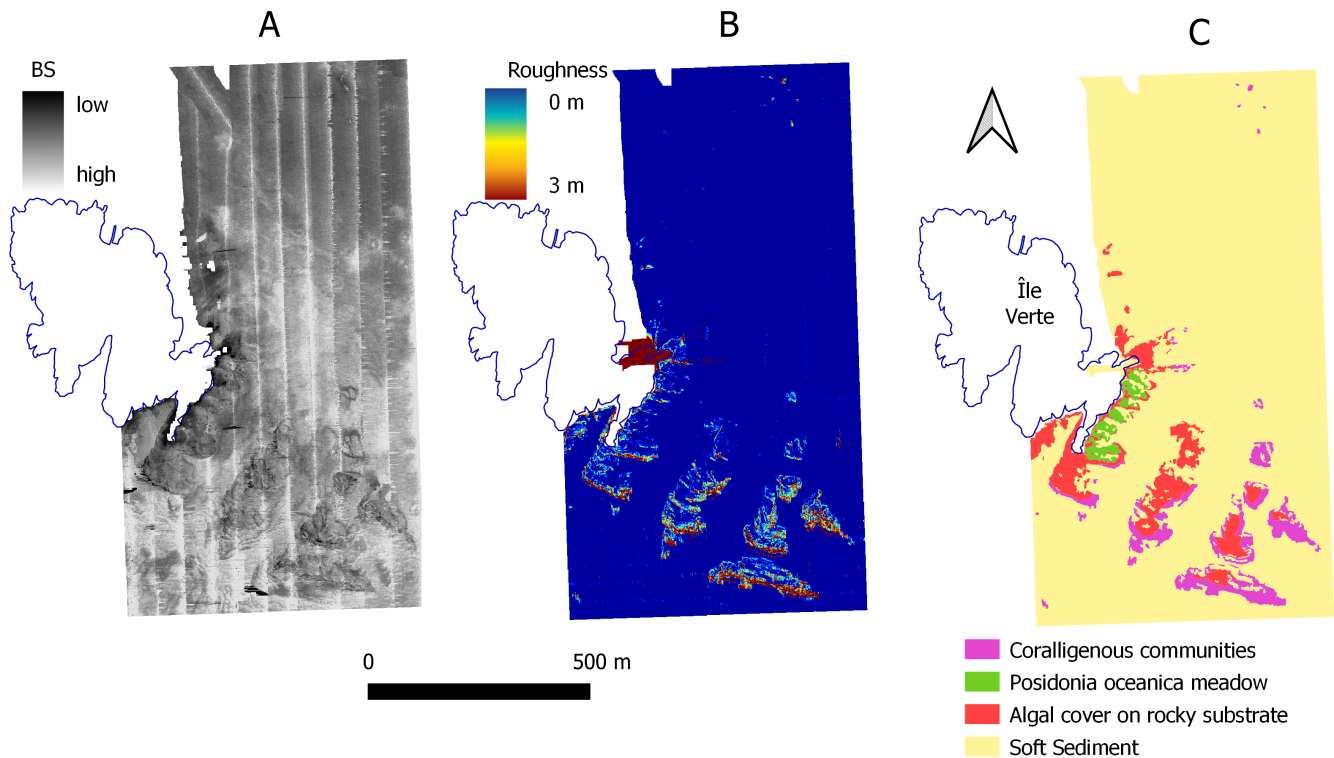 A
B
C
BS
low
high
Roughness
0 m
3 m
Île
Verte
0
500 m
Coralligenous communities
Posidonia oceanica meadow
Algal cover on rocky substrate
Soft Sediment